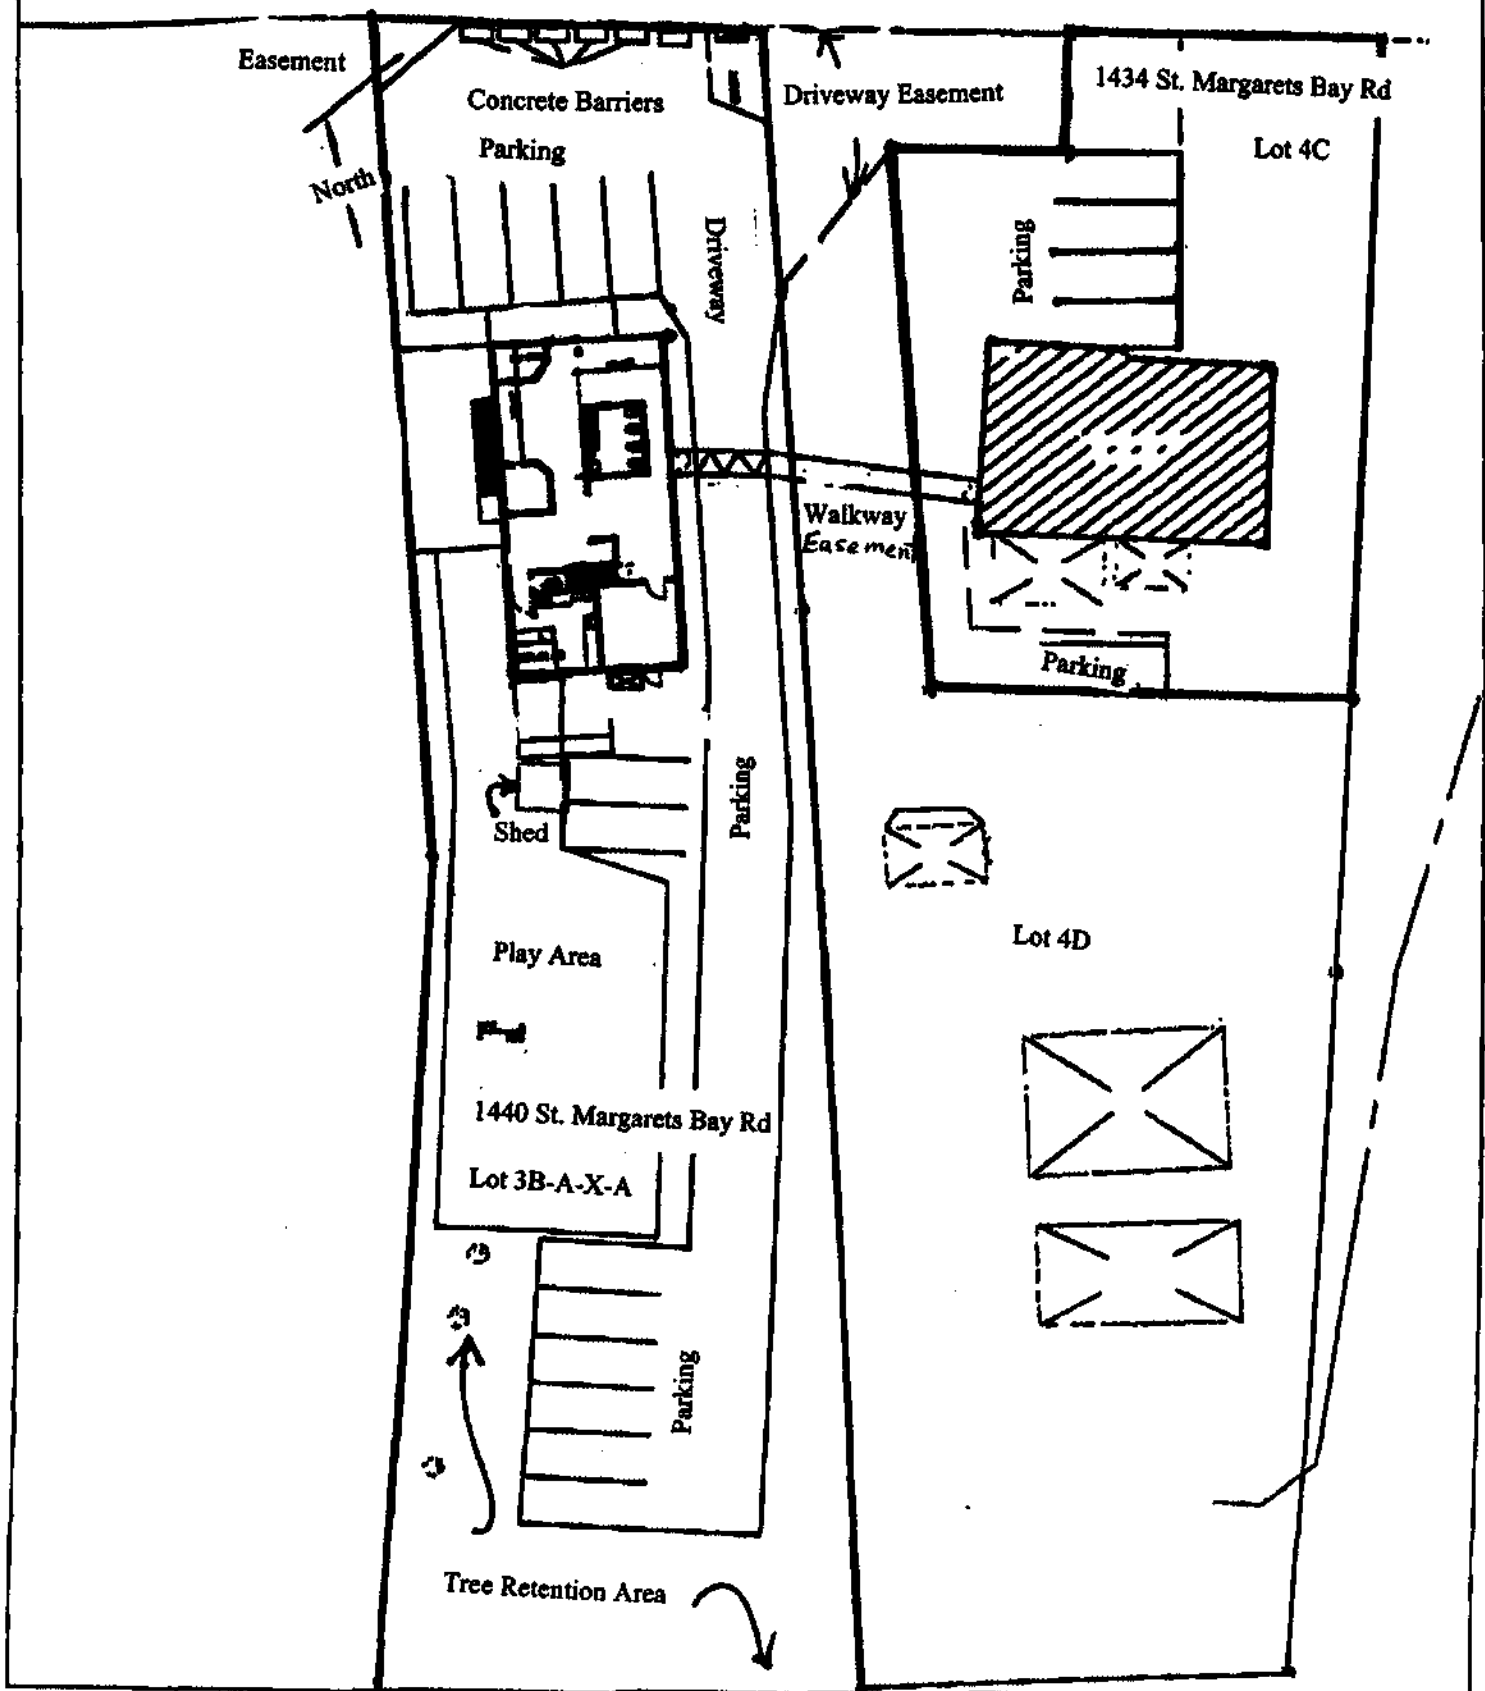 Easement
Concrete Barriers
Driveway Easement
1434 St. Margarets Bay Rd
Parking
Lot 4C
North
Driveway
Parking
Walkway
Easement
Parking
Parking
Shed
Lot 4D
Play Area
1440 St. Margarets Bay Rd
Lot 3B-A-X-A
Parking
Tree Retention Area